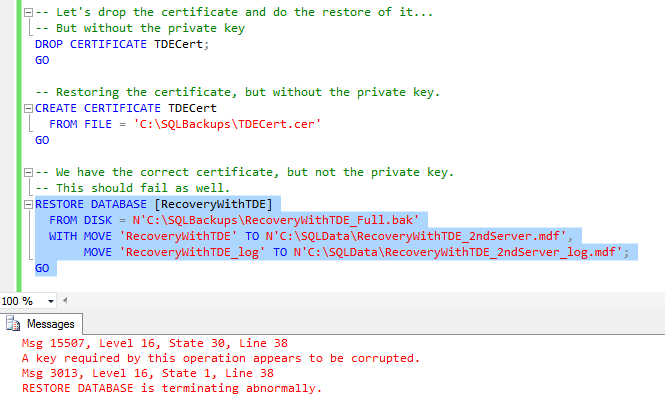 -- Let's drop the certificate and do the restore of it...
-- But without the private key
DROP CERTIFICATE TDECert;
GO
-- Restoring the certificate, but without the private key.
CREATE CERTIFICATE TDECert
FROM FILE = 'C:\SQLBackups\TDECert.cer'
GO
-- We have the correct certificate, but not the private key.
-- This should fail as well.
RESTORE DATABASE [RecoveryWithTDE]
FROM DISK = N'C:\SQLBackups\RecoveryWithTDE_Full.bak'
WITH MOVE 'RecoveryWithTDE' TO N'C:\SQLData\RecoveryWithTDE_2ndServer.mdf',
MOVE 'RecoveryWithTDE_log' TO N'C:\SQLData\RecoveryWithTDE_2ndServer_log.mdf';
GO
100 %
Messages
Msg 15507, Level 16, State 30, Line 38
A key required by this operation appears to be corrupted.
Msg 3013, Level 16, State 1, Line 38
RESTORE DATABASE is terminating abnormally.